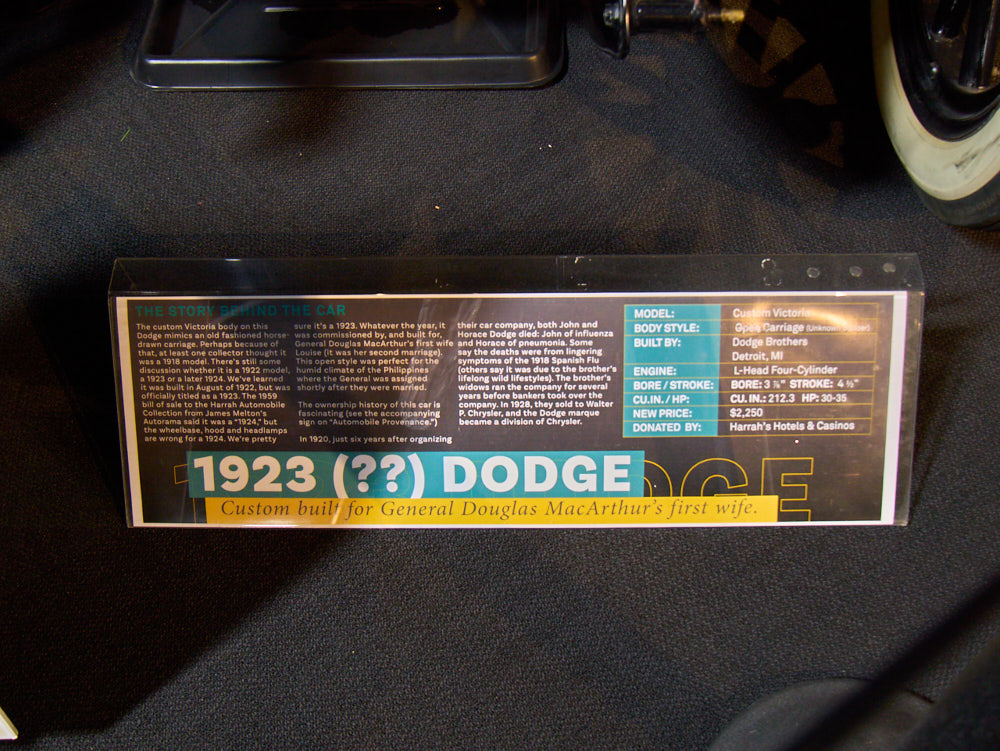 THE STORY BEHIND THE CAR
The custom Victoria body on this
Dodge mimics an old fashioned horse-
drawn carriage. Perhaps because of
that, at least one collector thought it
was a 1918 model. There's still some
discussion whether it is a 1922 model,
a 1923 or a later 1924. We've learned
it was built in August of 1922, but was
officially titled as a 1923. The 1959
bill of sale to the Harrah Automobile
Collection from James Melton's
Autorama said it was a "1924," but
the wheelbase, hood and headlamps
are wrong for a 1924. We're pretty
sure it's a 1923. Whatever the year, it
was commissioned by, and built for,
General Douglas MacArthur's first wife
Louise (it was her second marriage).
This open style was perfect for the
humid climate of the Philippines
where the General was assigned
shortly after they were married.
The ownership history of this car is
fascinating (see the accompanying
sign on "Automobile Provenance.")
In 1920, just six years after organizing
their car company, both John and
Horace Dodge died: John of influenza
and Horace of pneumonia. Some
say the deaths were from lingering
symptoms of the 1918 Spanish Flu
(others say it was due to the brother's
lifelong wild lifestyles). The brother's
widows ran the company for several
years before bankers took over the
company. In 1928, they sold to Walter
P. Chrysler, and the Dodge marque
became a division of Chrysler.
MODEL: Custom Victoria
BODY STYLE: Open Carriage (Unknown Builder)
BUILT BY: Dodge Brothers
Detroit, MI
ENGINE: L-Head Four-Cylinder
BORE / STROKE: BORE: 3 ⅞" STROKE: 4 ½"
CU.IN./ HP: CU. IN.: 212.3 HP: 30-35
NEW PRICE: $2,250
DONATED BY: Harrah's Hotels & Casinos
1923 (??) DODGE
Custom built for General Douglas MacArthur's first wife.